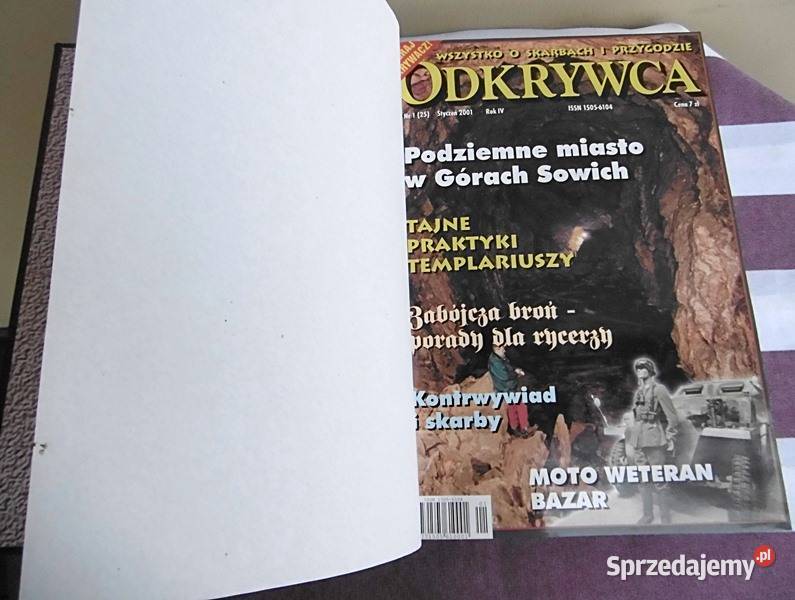 WSZYSTKO O SKARBACH I PRZYGODZIE
ODKRYWCA
Nr 1 (25) Styczeń 2001 Rok IV ISSN 1505-6104 Cena 7 zł
Podziemne miasto
w Górach Sowich
TAJNE
PRAKTYKI
TEMPLARIUSZY
Zabójcza broń -
porady dla rycerzy
Kontrwywiad
i skarby
MOTO WETERAN
BAZAR
01
Sprzedajemy.pl